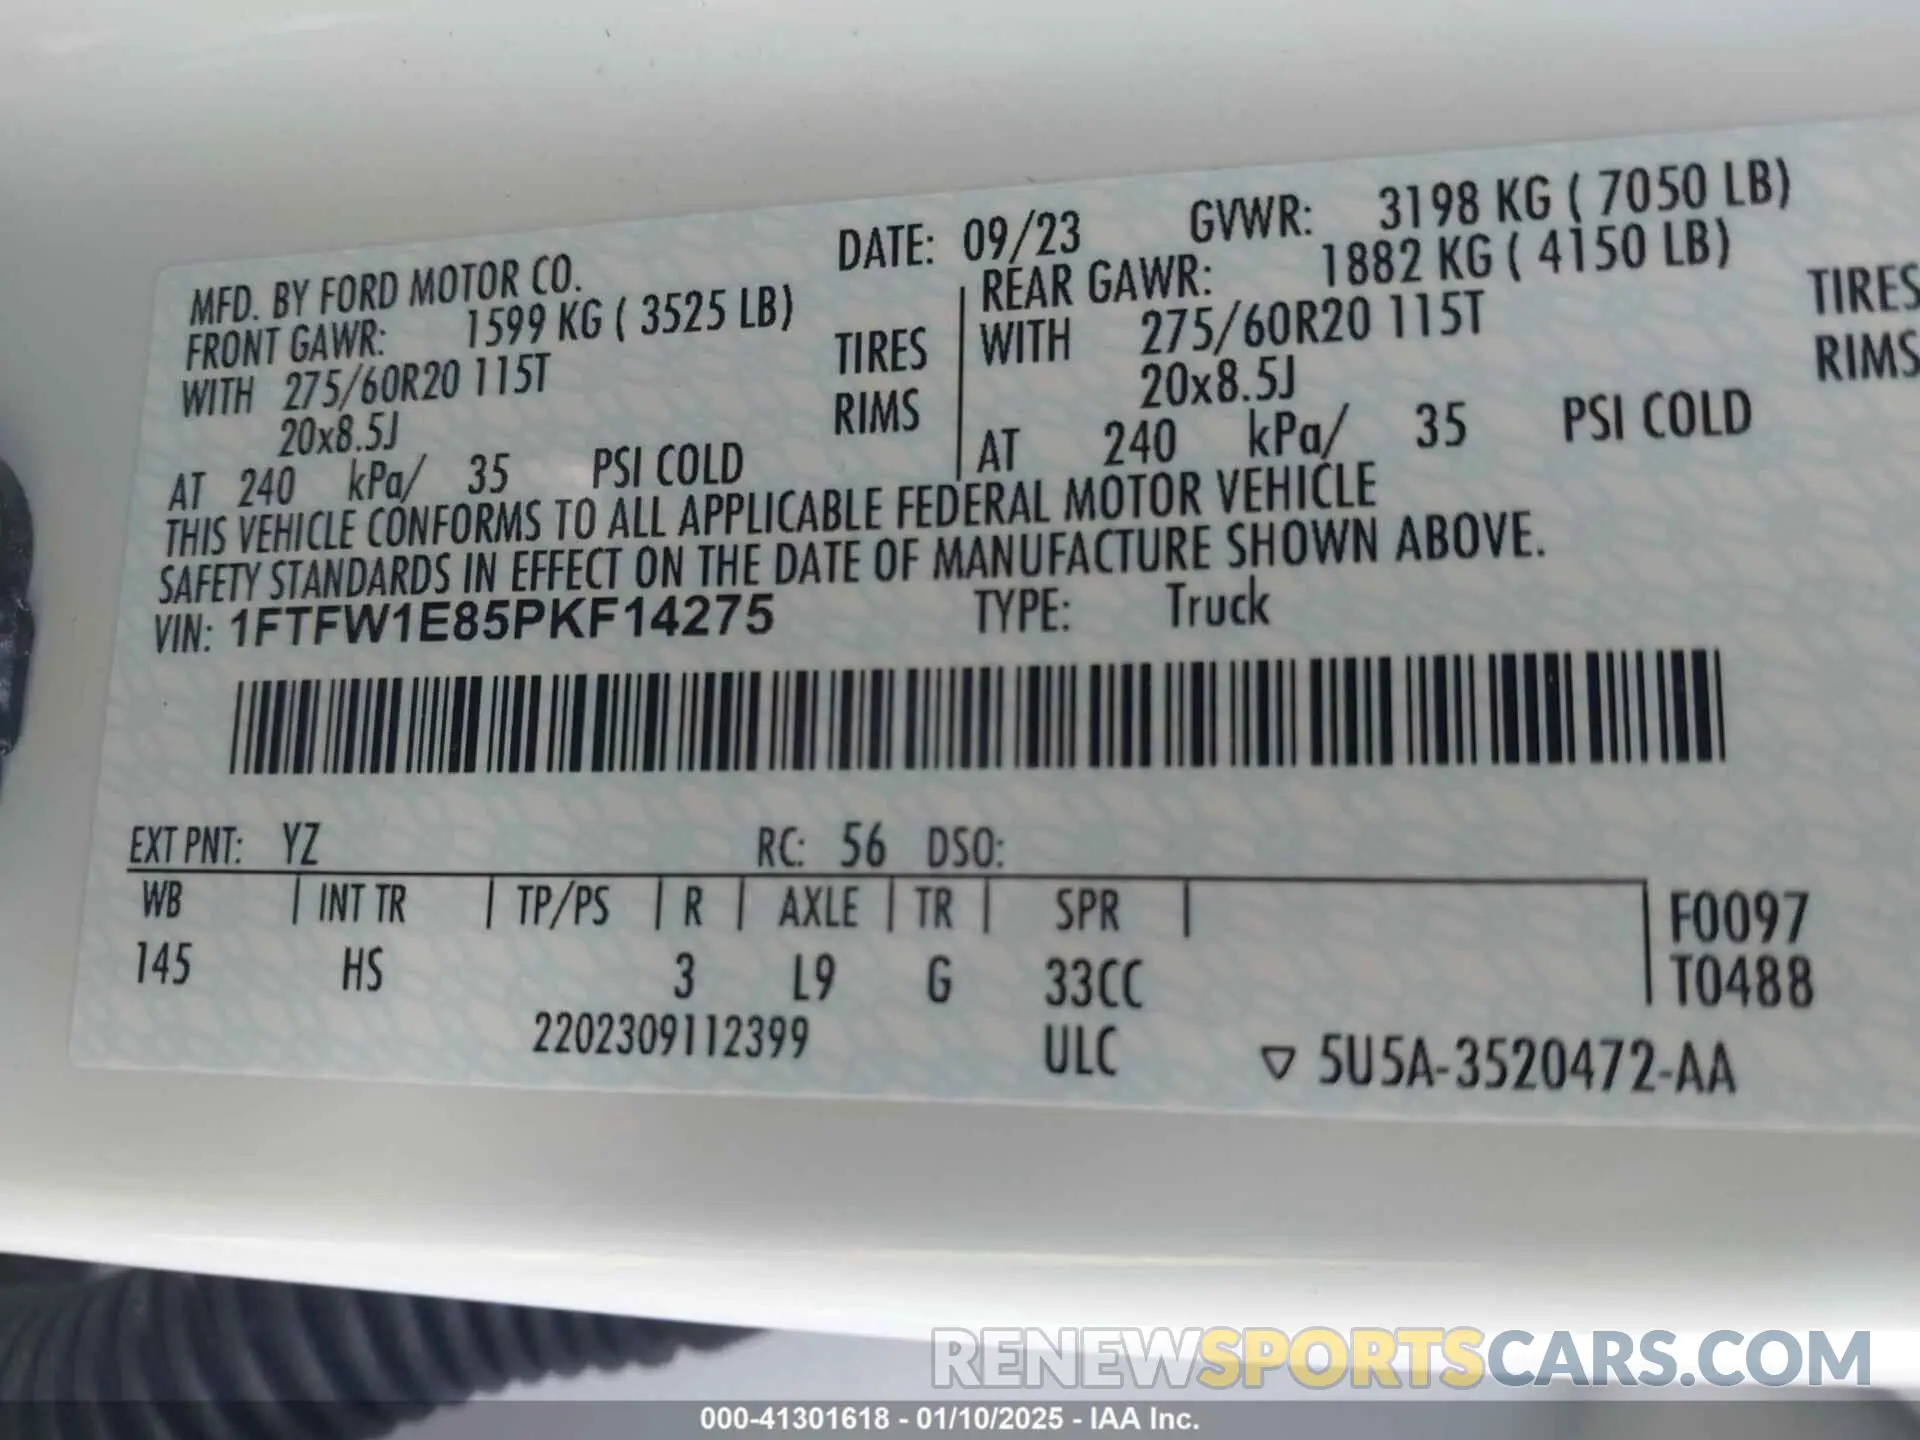 MFD. BY FORD MOTOR CO. DATE: 09/23 GVWR: 3198 KG ( 7050 LB)
FRONT GAWR: 1599 KG ( 3525 LB) REAR GAWR: 1882 KG ( 4150 LB)
WITH 275/60R20 115T TIRES WITH 275/60R20 115T TIRES
20x8.5J RIMS 20x8.5J RIMS
AT 240 kPa/ 35 PSI COLD AT 240 kPa/ 35 PSI COLD
THIS VEHICLE CONFORMS TO ALL APPLICABLE FEDERAL MOTOR VEHICLE
SAFETY STANDARDS IN EFFECT ON THE DATE OF MANUFACTURE SHOWN ABOVE.
VIN: 1FTFW1E85PKF14275 TYPE: Truck
EXT PNT: YZ RC: 56 DSO:
WB INT TR TP/PS R AXLE TR SPR F0097
145 HS 3 L9 G 33CC T0488
2202309112399 ULC ▽ 5U5A-3520472-AA
RENEWSPORTSCARS.COM
000-41301618 - 01/10/2025 - IAA Inc.